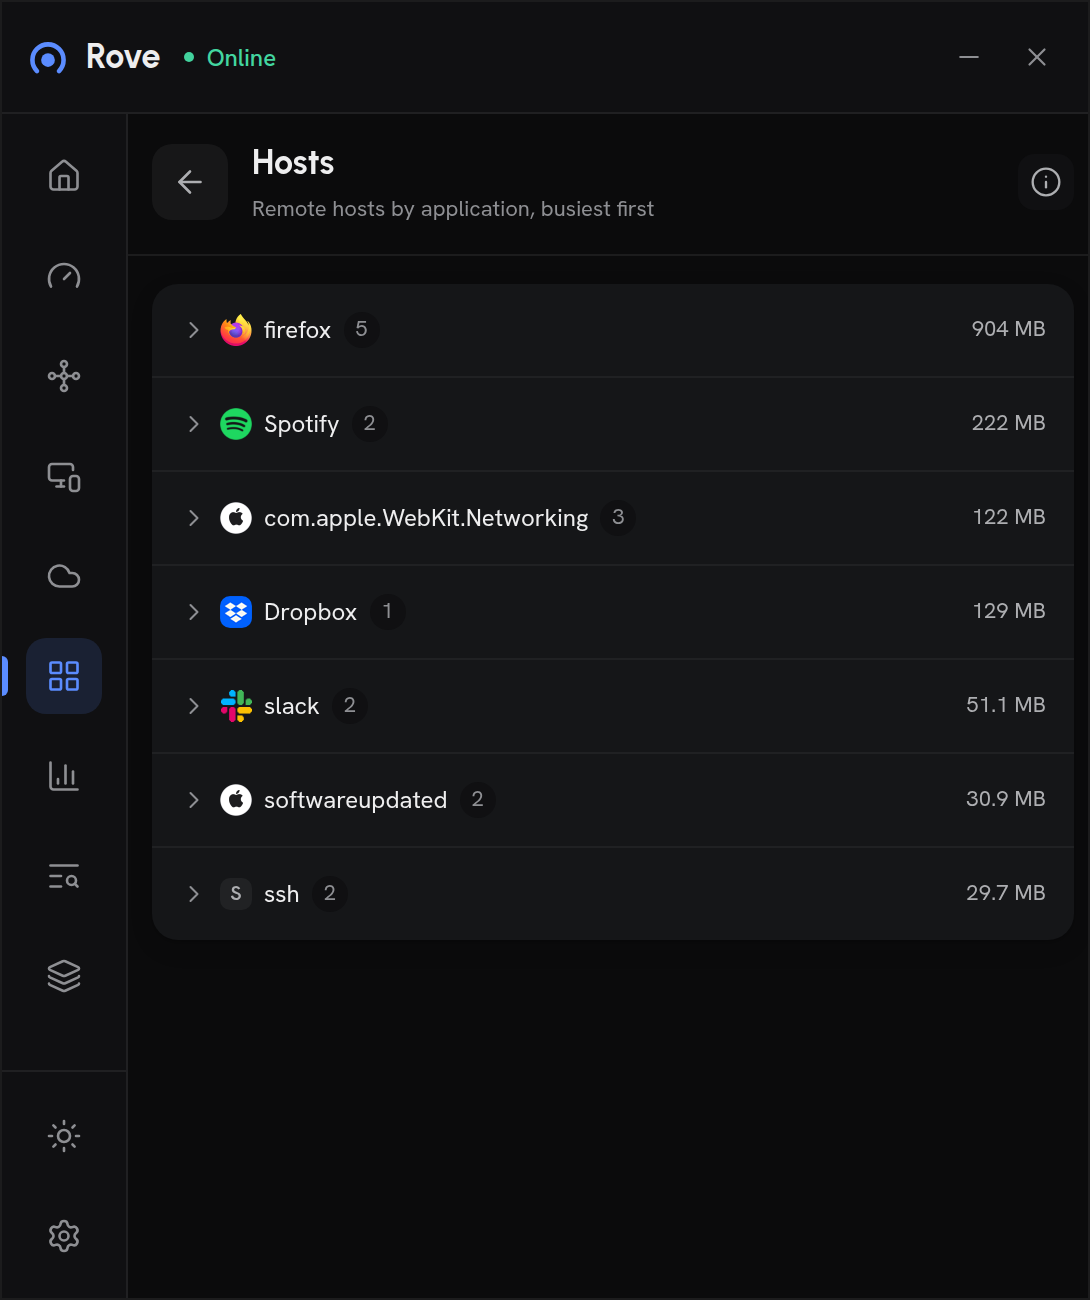 Rove
Online
Hosts
Remote hosts by application, busiest first
firefox 5 904 MB
Spotify 2 222 MB
com.apple.WebKit.Networking 3 122 MB
Dropbox 1 129 MB
slack 2 51.1 MB
softwareupdated 2 30.9 MB
S ssh 2 29.7 MB